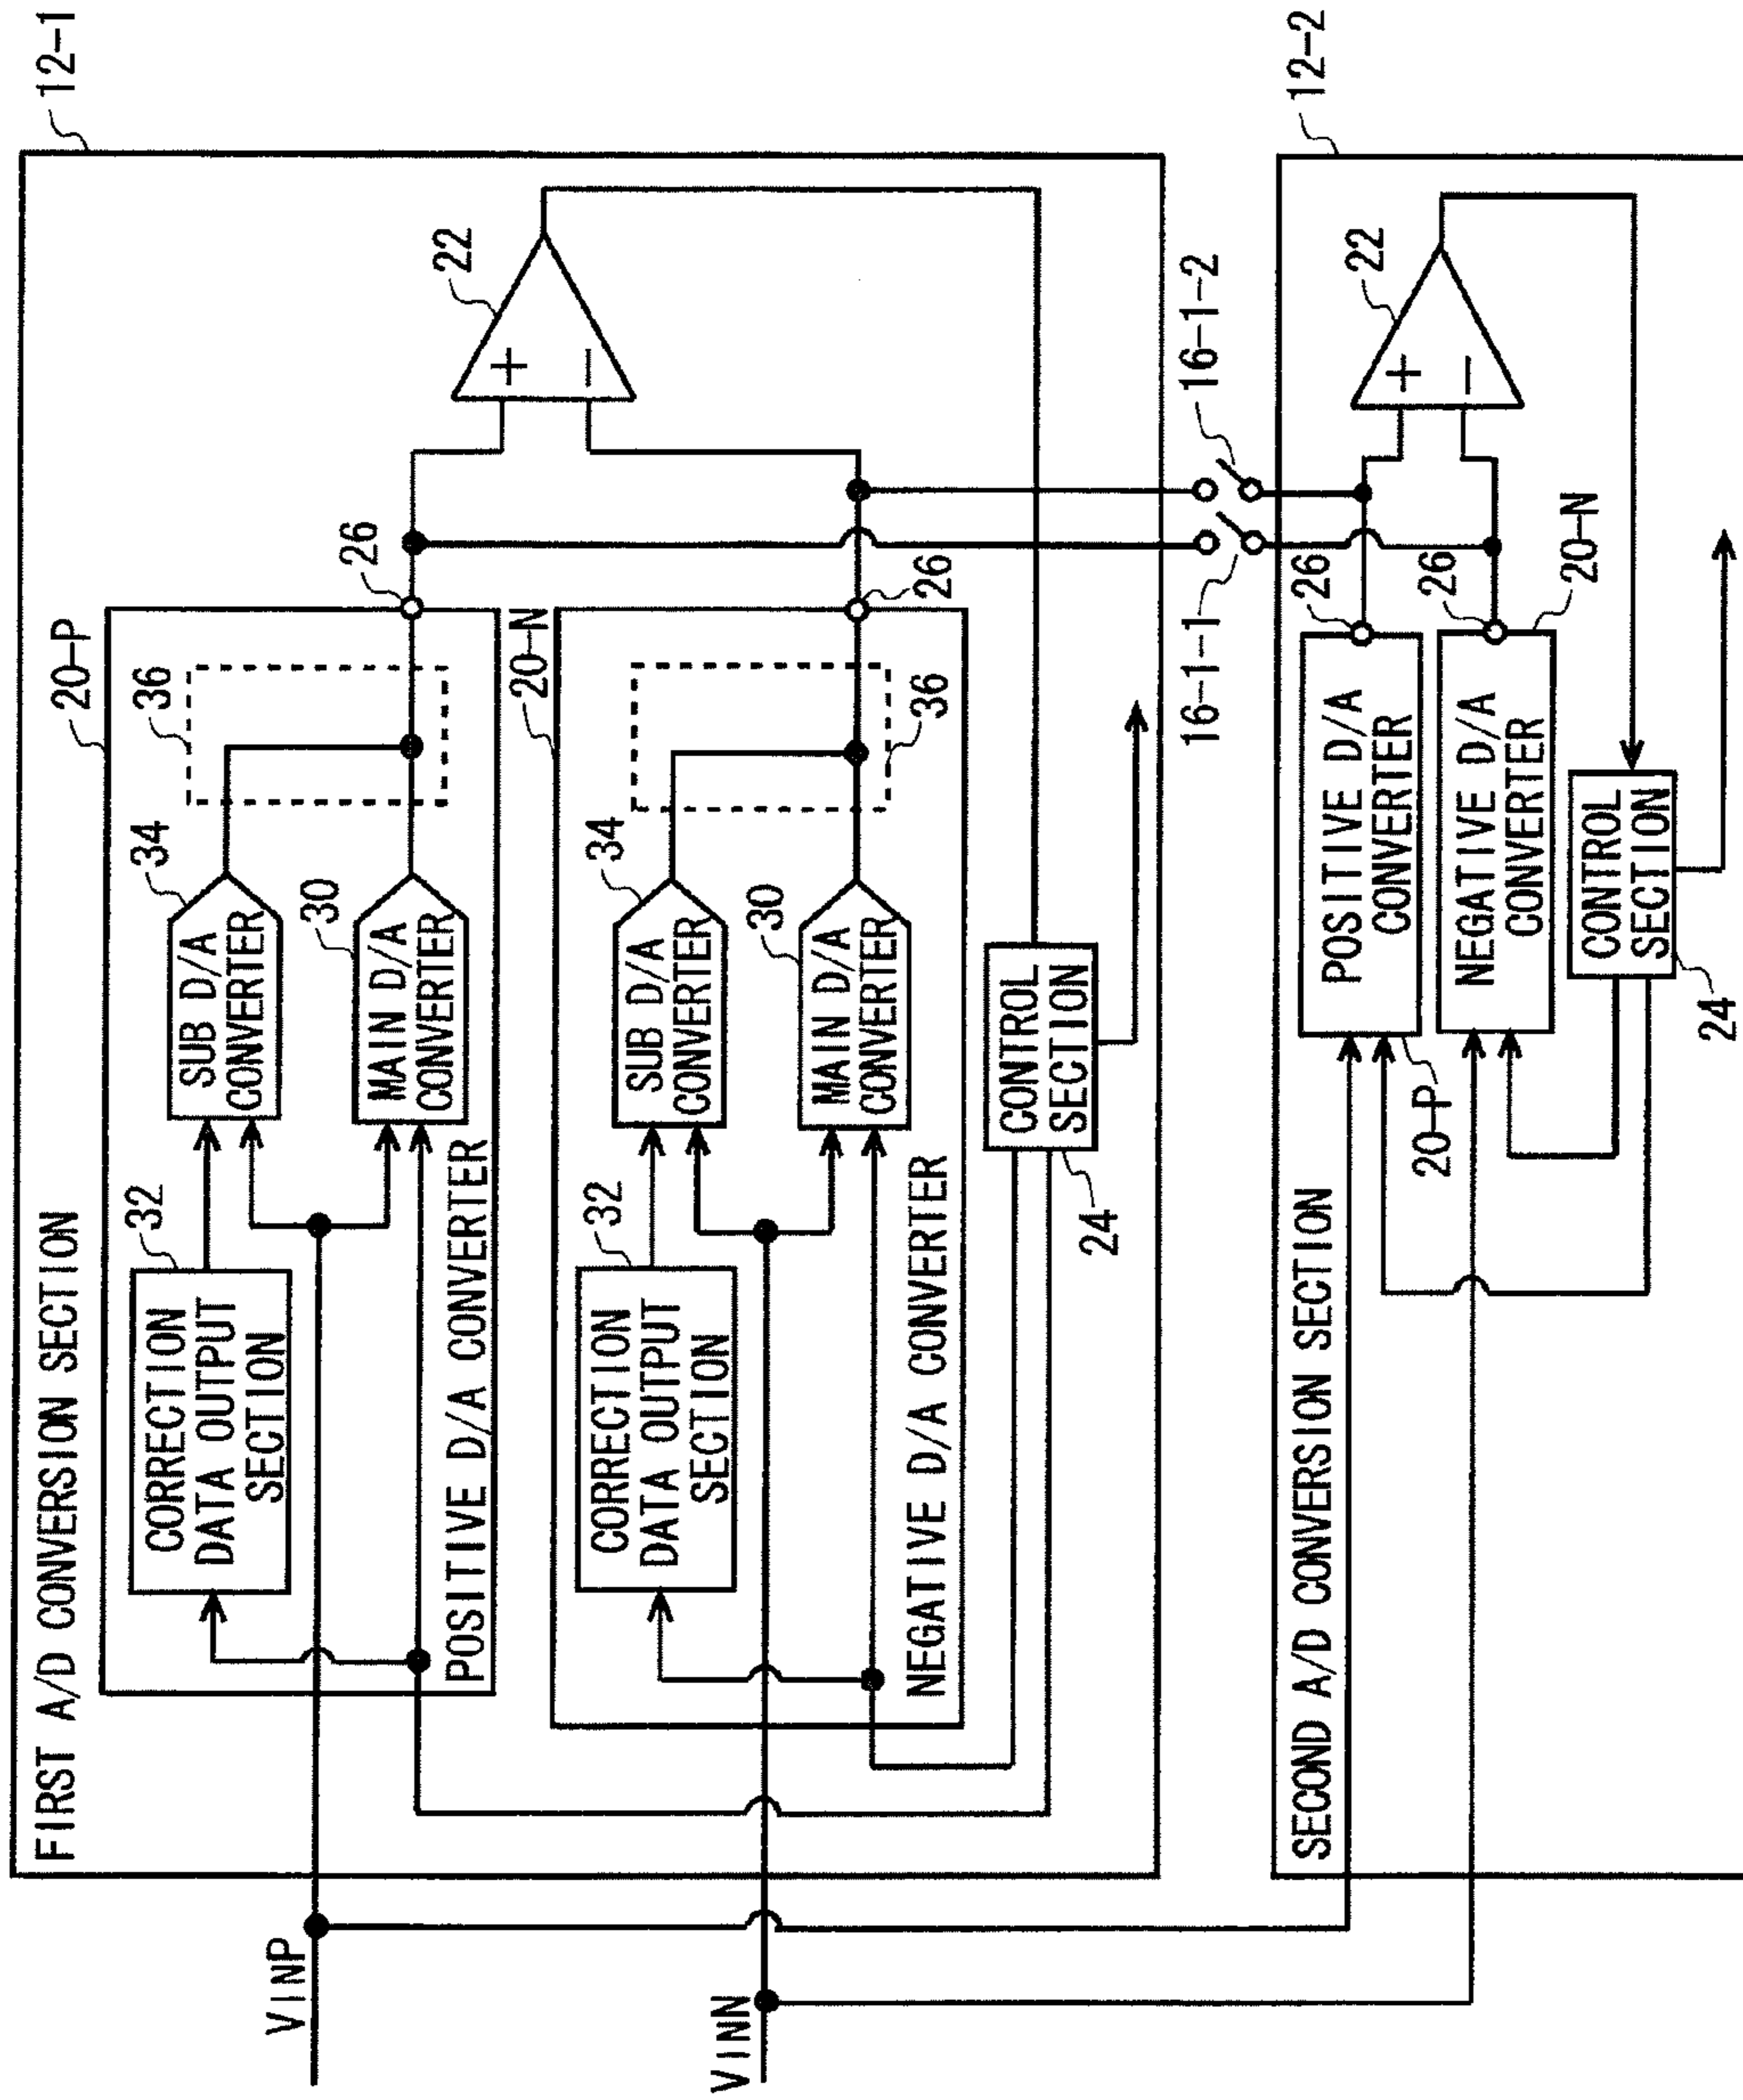 FIRST A/D CONVERSION SECTION
12-1
20-P
36
26
34
SUB D/A
CONVERTER
32
CORRECTION
DATA OUTPUT
SECTION
30
MAIN D/A
CONVERTER
POSITIVE D/A CONVERTER
22
+
−
VINP
20-N
26
36
34
SUB D/A
CONVERTER
32
CORRECTION
DATA OUTPUT
SECTION
30
MAIN D/A
CONVERTER
NEGATIVE D/A CONVERTER
VINN
CONTROL
SECTION
24
16-1-1
16-1-2
SECOND A/D CONVERSION SECTION
12-2
22
+
−
26
POSITIVE D/A
CONVERTER
20-P
26
20-N
NEGATIVE D/A
CONVERTER
CONTROL
SECTION
24